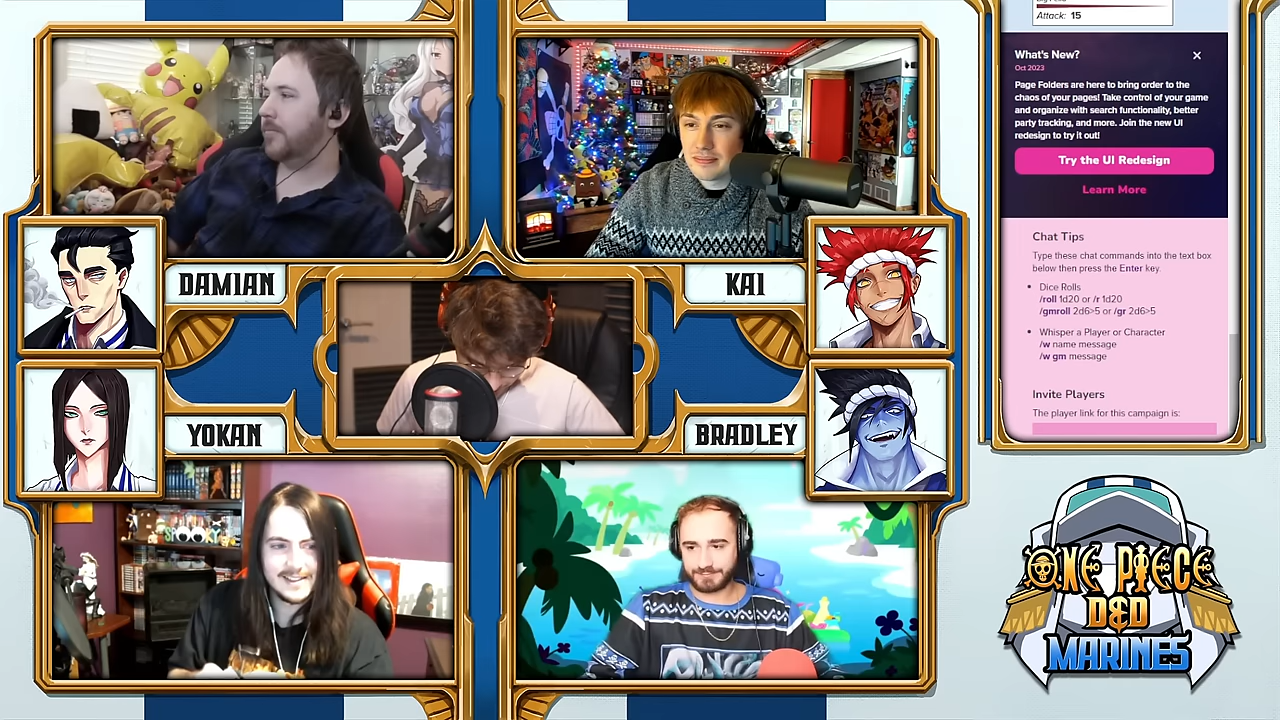 DAMIAN
KAI
YOKAN
BRADLEY
SPOOKY
Attack: 15
What's New?
Oct 2023
Page Folders are here to bring order to the
chaos of your pages! Take control of your game
and organize with search functionality, better
party tracking, and more. Join the new UI
redesign to try it out!
Try the UI Redesign
Learn More
Chat Tips
Type these chat commands into the text box
below then press the Enter key.
Dice Rolls
/roll 1d20 or /r 1d20
/gmroll 2d6>5 or /gr 2d6>5
Whisper a Player or Character
/w name message
/w gm message
Invite Players
The player link for this campaign is:
ONE PIECE
D&D
MARINES